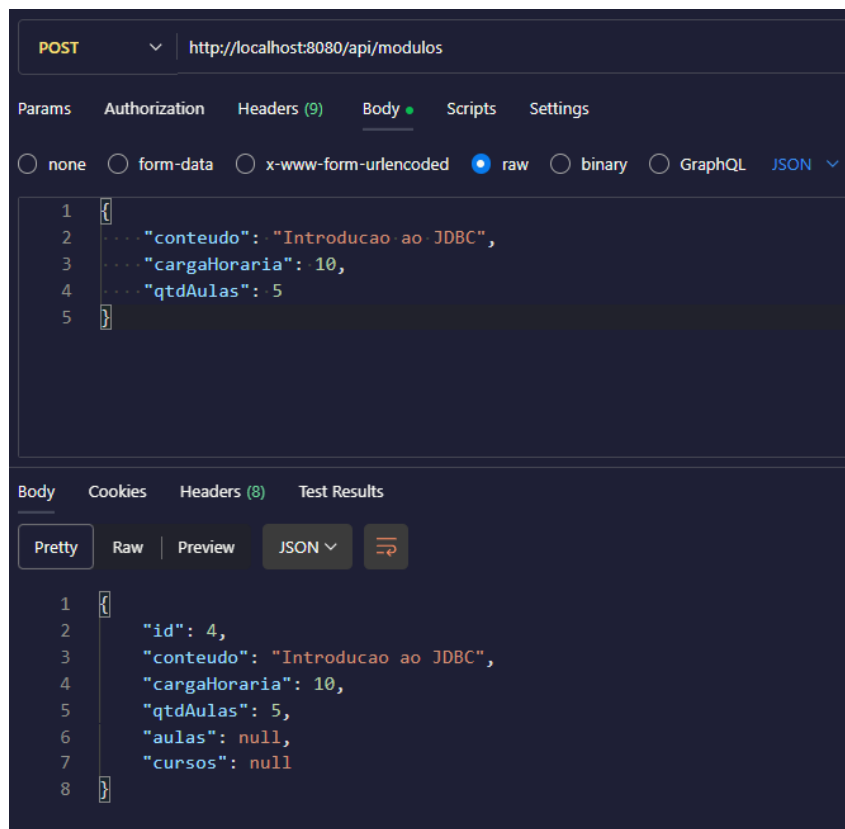 POST http://localhost:8080/api/modulos
Params Authorization Headers (9) Body Scripts Settings
none form-data x-www-form-urlencoded raw binary GraphQL JSON
1 {
2 "conteudo": "Introducao ao JDBC",
3 "cargaHoraria": 10,
4 "qtdAulas": 5
5 }
Body Cookies Headers (8) Test Results
Pretty Raw Preview JSON
1 {
2 "id": 4,
3 "conteudo": "Introducao ao JDBC",
4 "cargaHoraria": 10,
5 "qtdAulas": 5,
6 "aulas": null,
7 "cursos": null
8 }